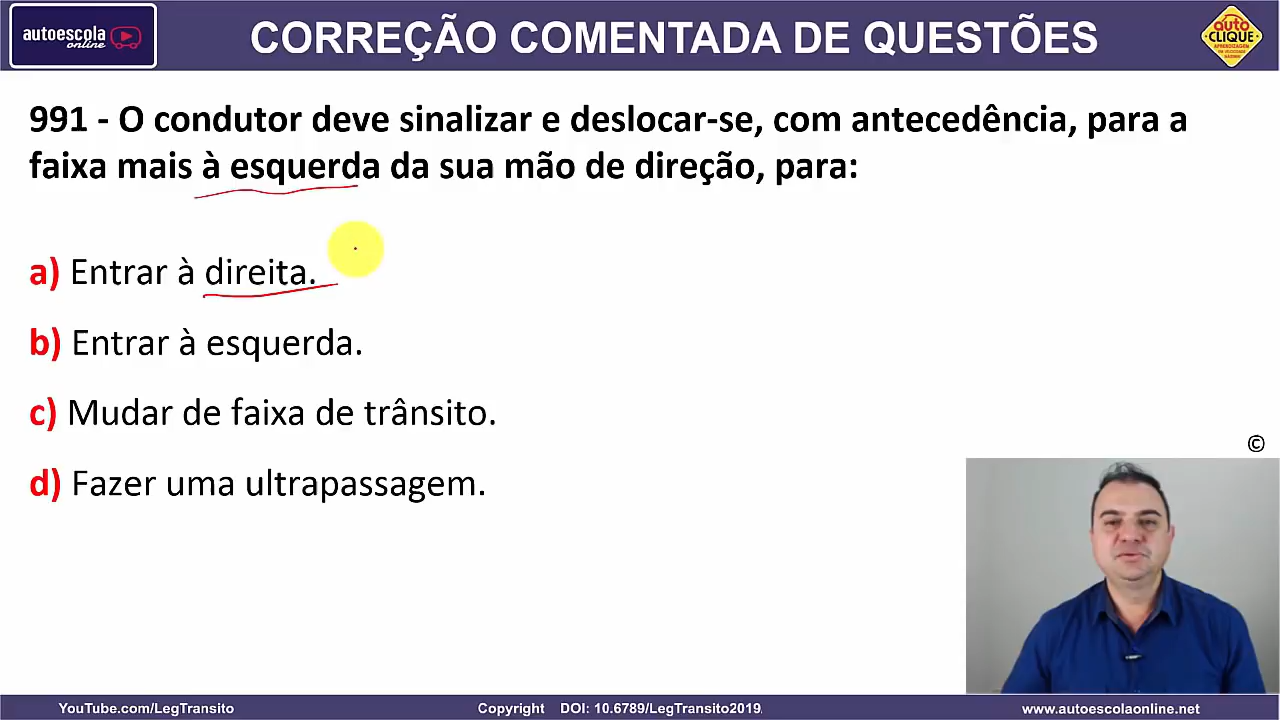 autoescola
online
CORREÇÃO COMENTADA DE QUESTÕES
auto
CLIQUE
991 - O condutor deve sinalizar e deslocar-se, com antecedência, para a
faixa mais à esquerda da sua mão de direção, para:
a) Entrar à direita.
b) Entrar à esquerda.
c) Mudar de faixa de trânsito.
d) Fazer uma ultrapassagem.
©
YouTube.com/LegTransito
Copyright DOI: 10.6789/LegTransito2019.
www.autoescolaonline.net